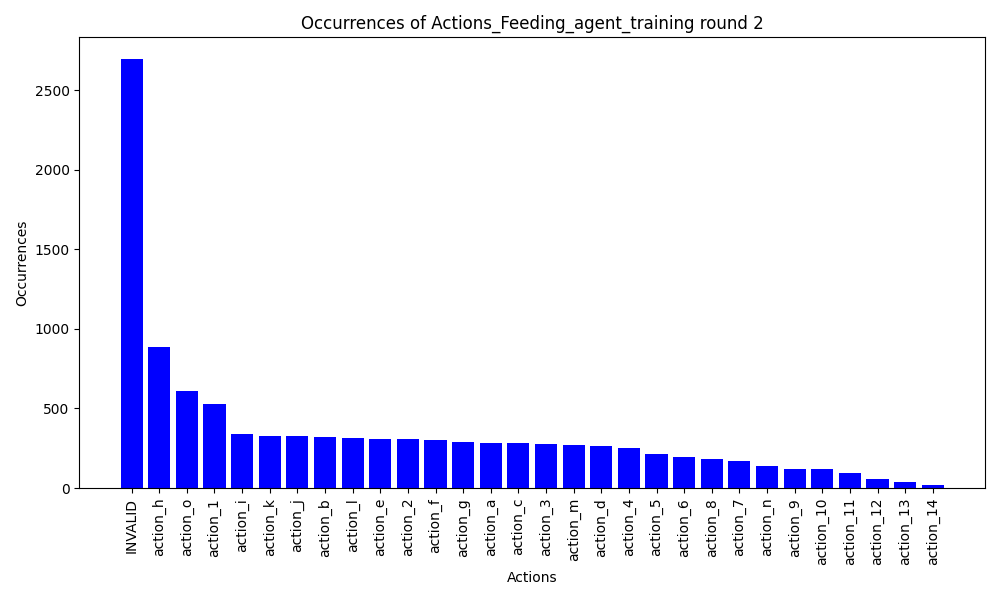 Occurrences of Actions_Feeding_agent_training round 2
Occurrences
2500
2000
1500
1000
500
0
INVALID
action_h
action_o
action_1
action_i
action_k
action_j
action_b
action_l
action_e
action_2
action_f
action_g
action_a
action_c
action_3
action_m
action_d
action_4
action_5
action_6
action_8
action_7
action_n
action_9
action_10
action_11
action_12
action_13
action_14
Actions